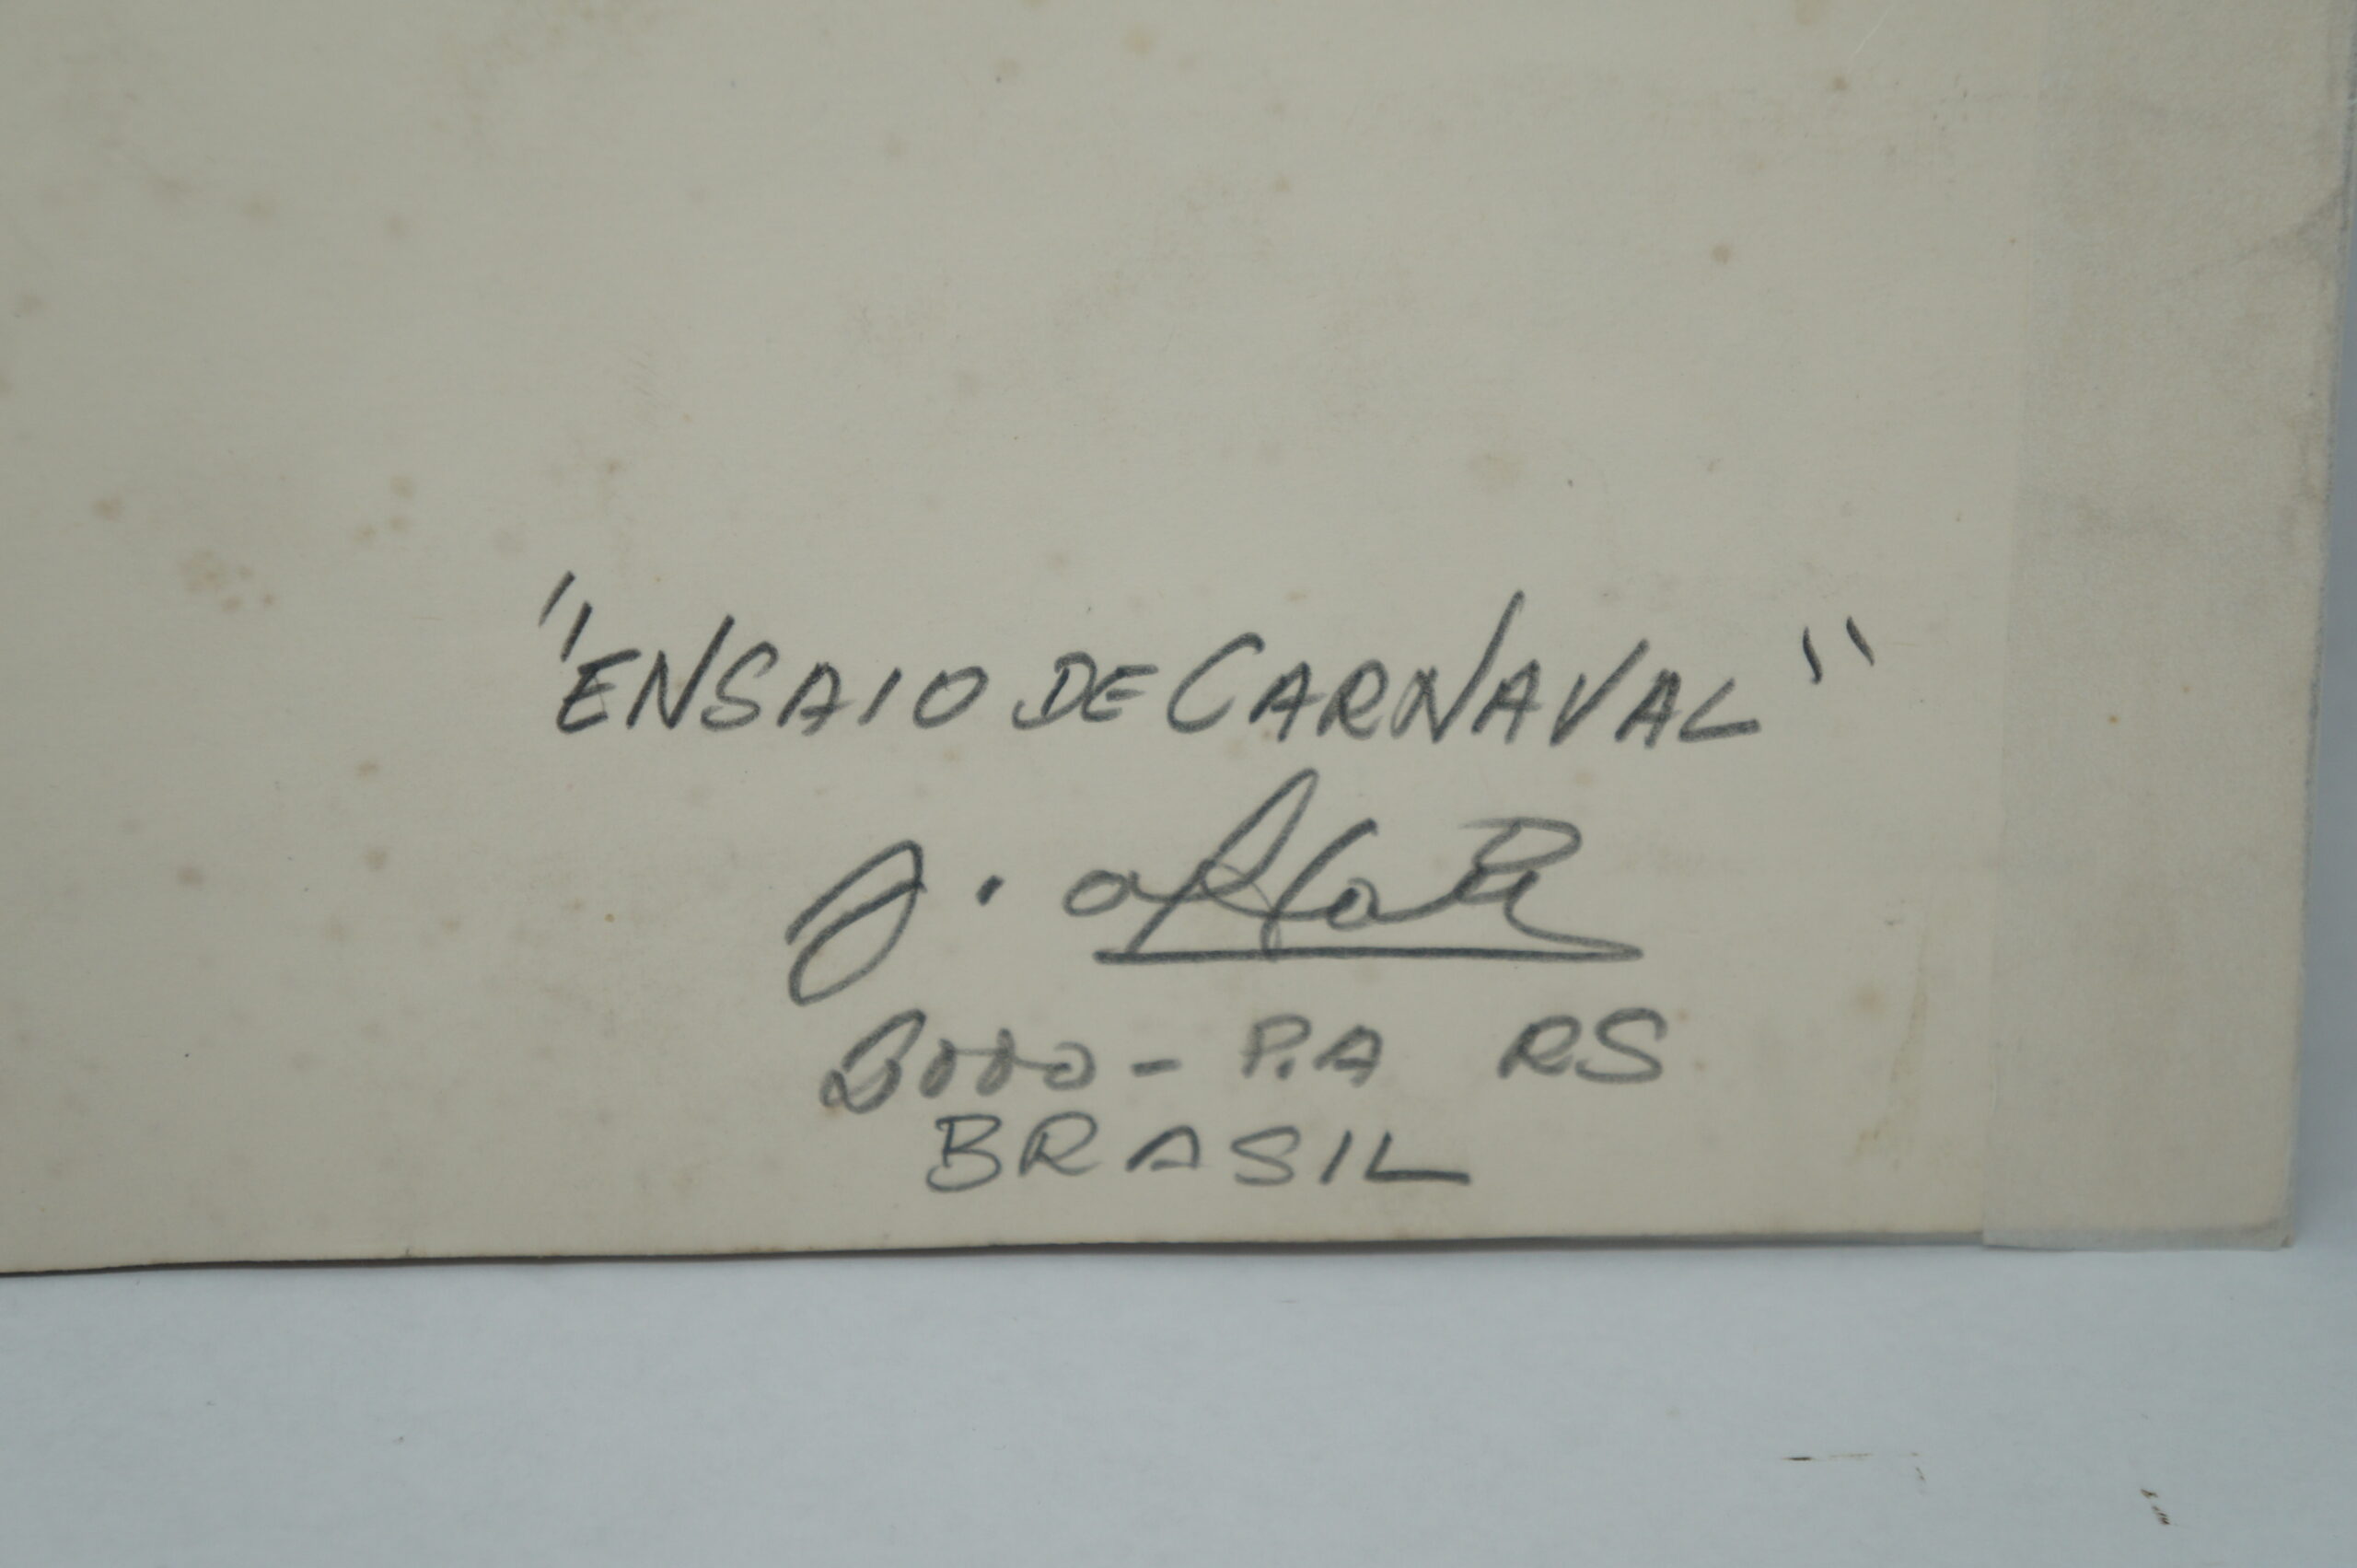 "ENSAIO DE CARNAVAL"
J.
2000 - P.A RS
BRASIL